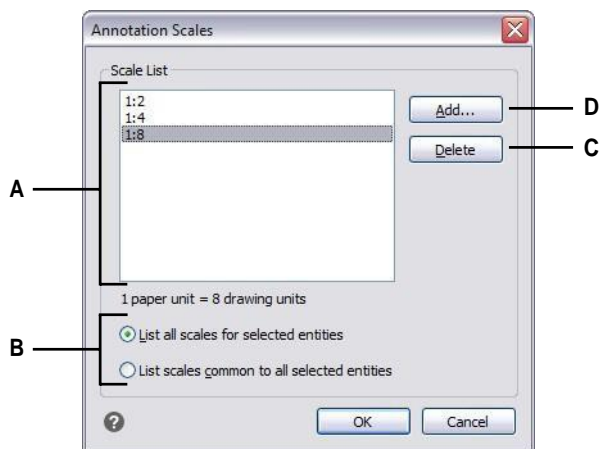 Annotation Scales
Scale List
1:2
1:4
1:8
Add...
D
Delete
C
A
1 paper unit = 8 drawing units
List all scales for selected entities
B
List scales common to all selected entities
?
OK
Cancel